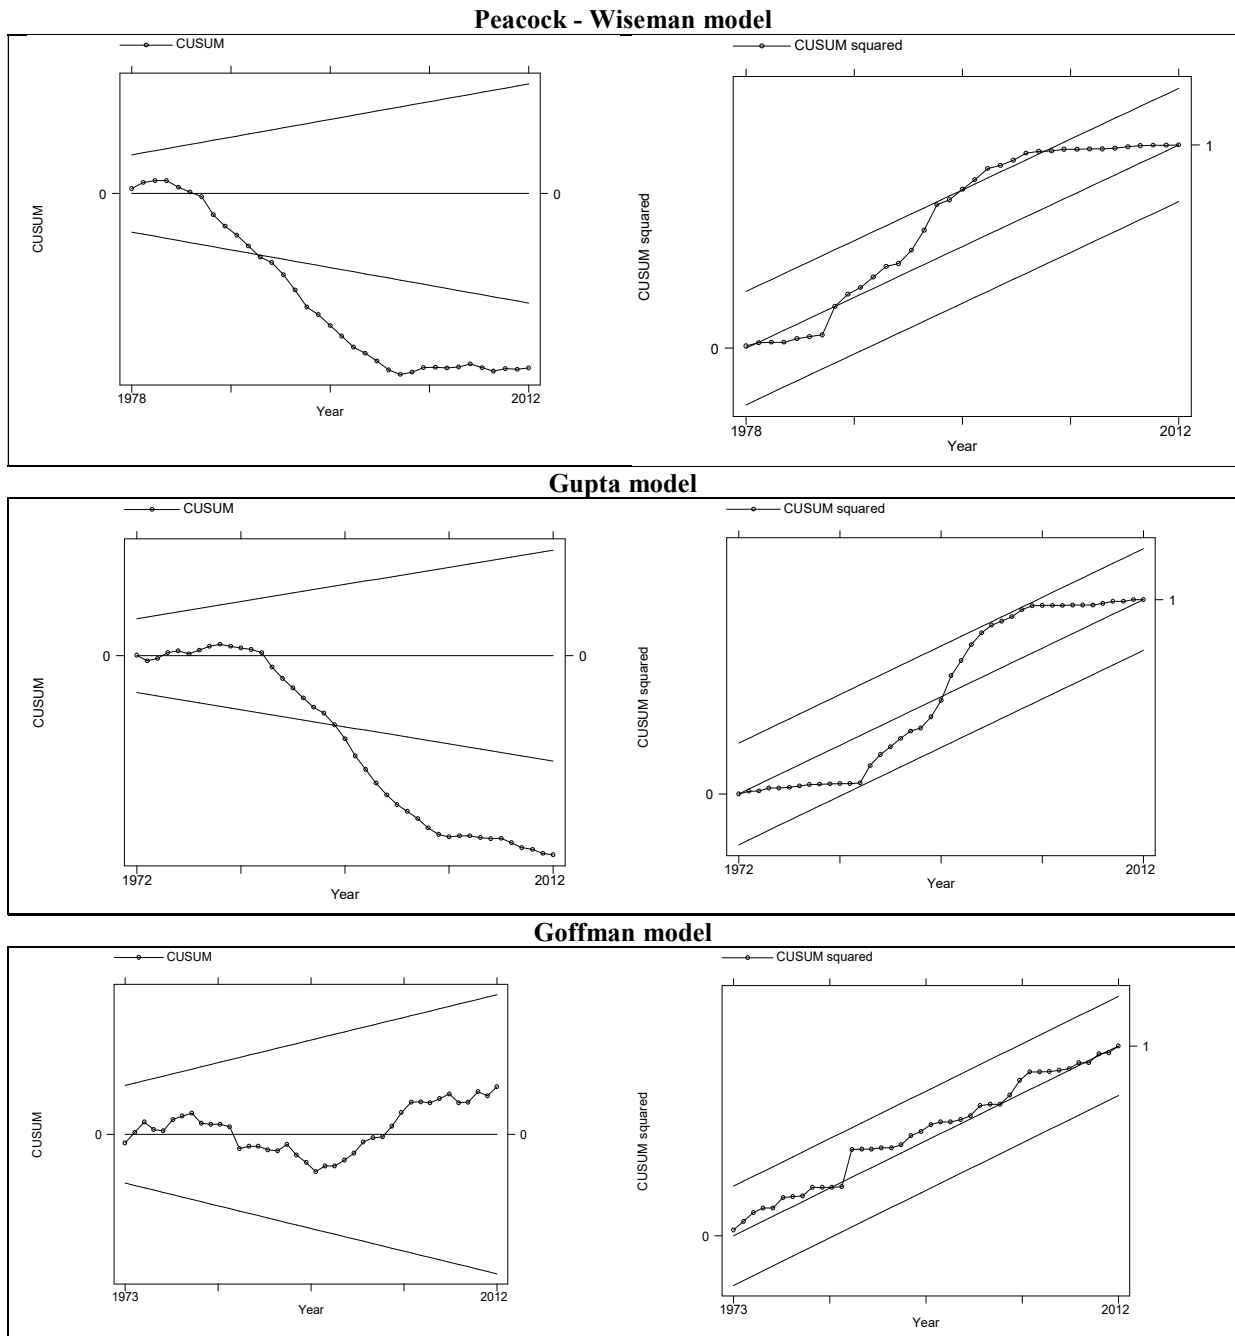 Peacock - Wiseman model
CUSUM
CUSUM squared
CUSUM
0
0
1978
2012
Year
CUSUM squared
0
1
1978
2012
Year
Gupta model
CUSUM
CUSUM squared
CUSUM
0
0
1972
2012
Year
CUSUM squared
0
1
1972
2012
Year
Goffman model
CUSUM
CUSUM squared
CUSUM
0
0
1973
2012
Year
CUSUM squared
0
1
1973
2012
Year